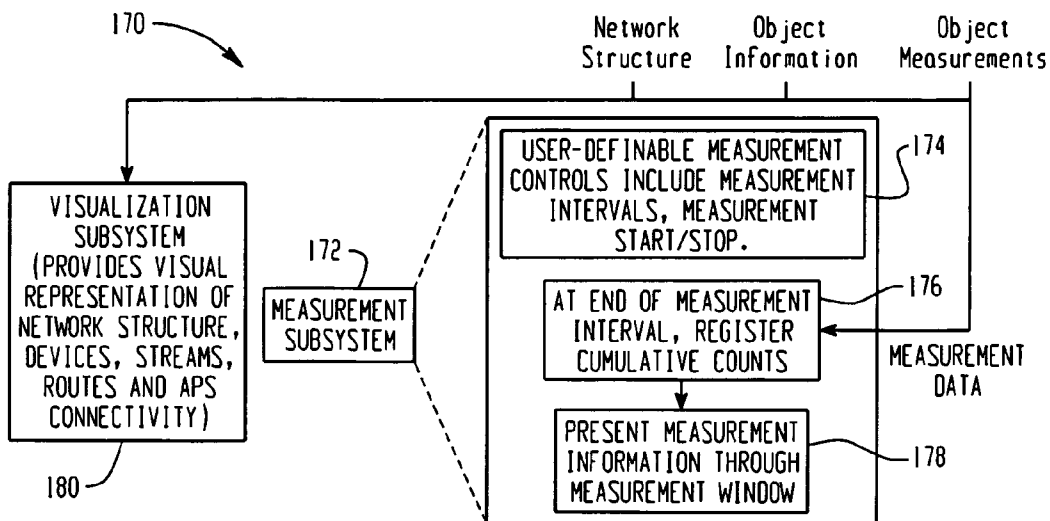 170
Network
Structure
Object
Information
Object
Measurements
USER-DEFINABLE MEASUREMENT
CONTROLS INCLUDE MEASUREMENT
INTERVALS, MEASUREMENT
START/STOP.
174
VISUALIZATION
SUBSYSTEM
(PROVIDES VISUAL
REPRESENTATION OF
NETWORK STRUCTURE,
DEVICES, STREAMS,
ROUTES AND APS
CONNECTIVITY)
180
172
MEASUREMENT
SUBSYSTEM
AT END OF MEASUREMENT
INTERVAL, REGISTER
CUMULATIVE COUNTS
176
MEASUREMENT
DATA
PRESENT MEASUREMENT
INFORMATION THROUGH
MEASUREMENT WINDOW
178